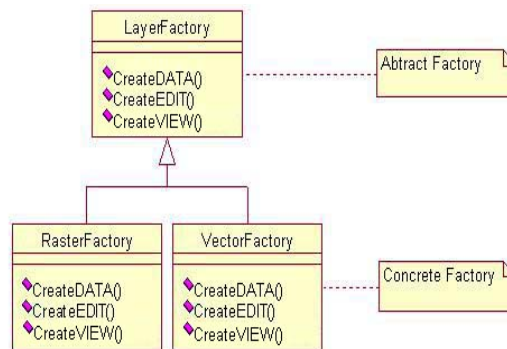 LayerFactory
CreateDATA()
CreateEDIT()
CreateVIEW()
Abtract Factory
RasterFactory
CreateDATA()
CreateEDIT()
CreateVIEW()
VectorFactory
CreateDATA()
CreateEDIT()
CreateVIEW()
Concrete Factory